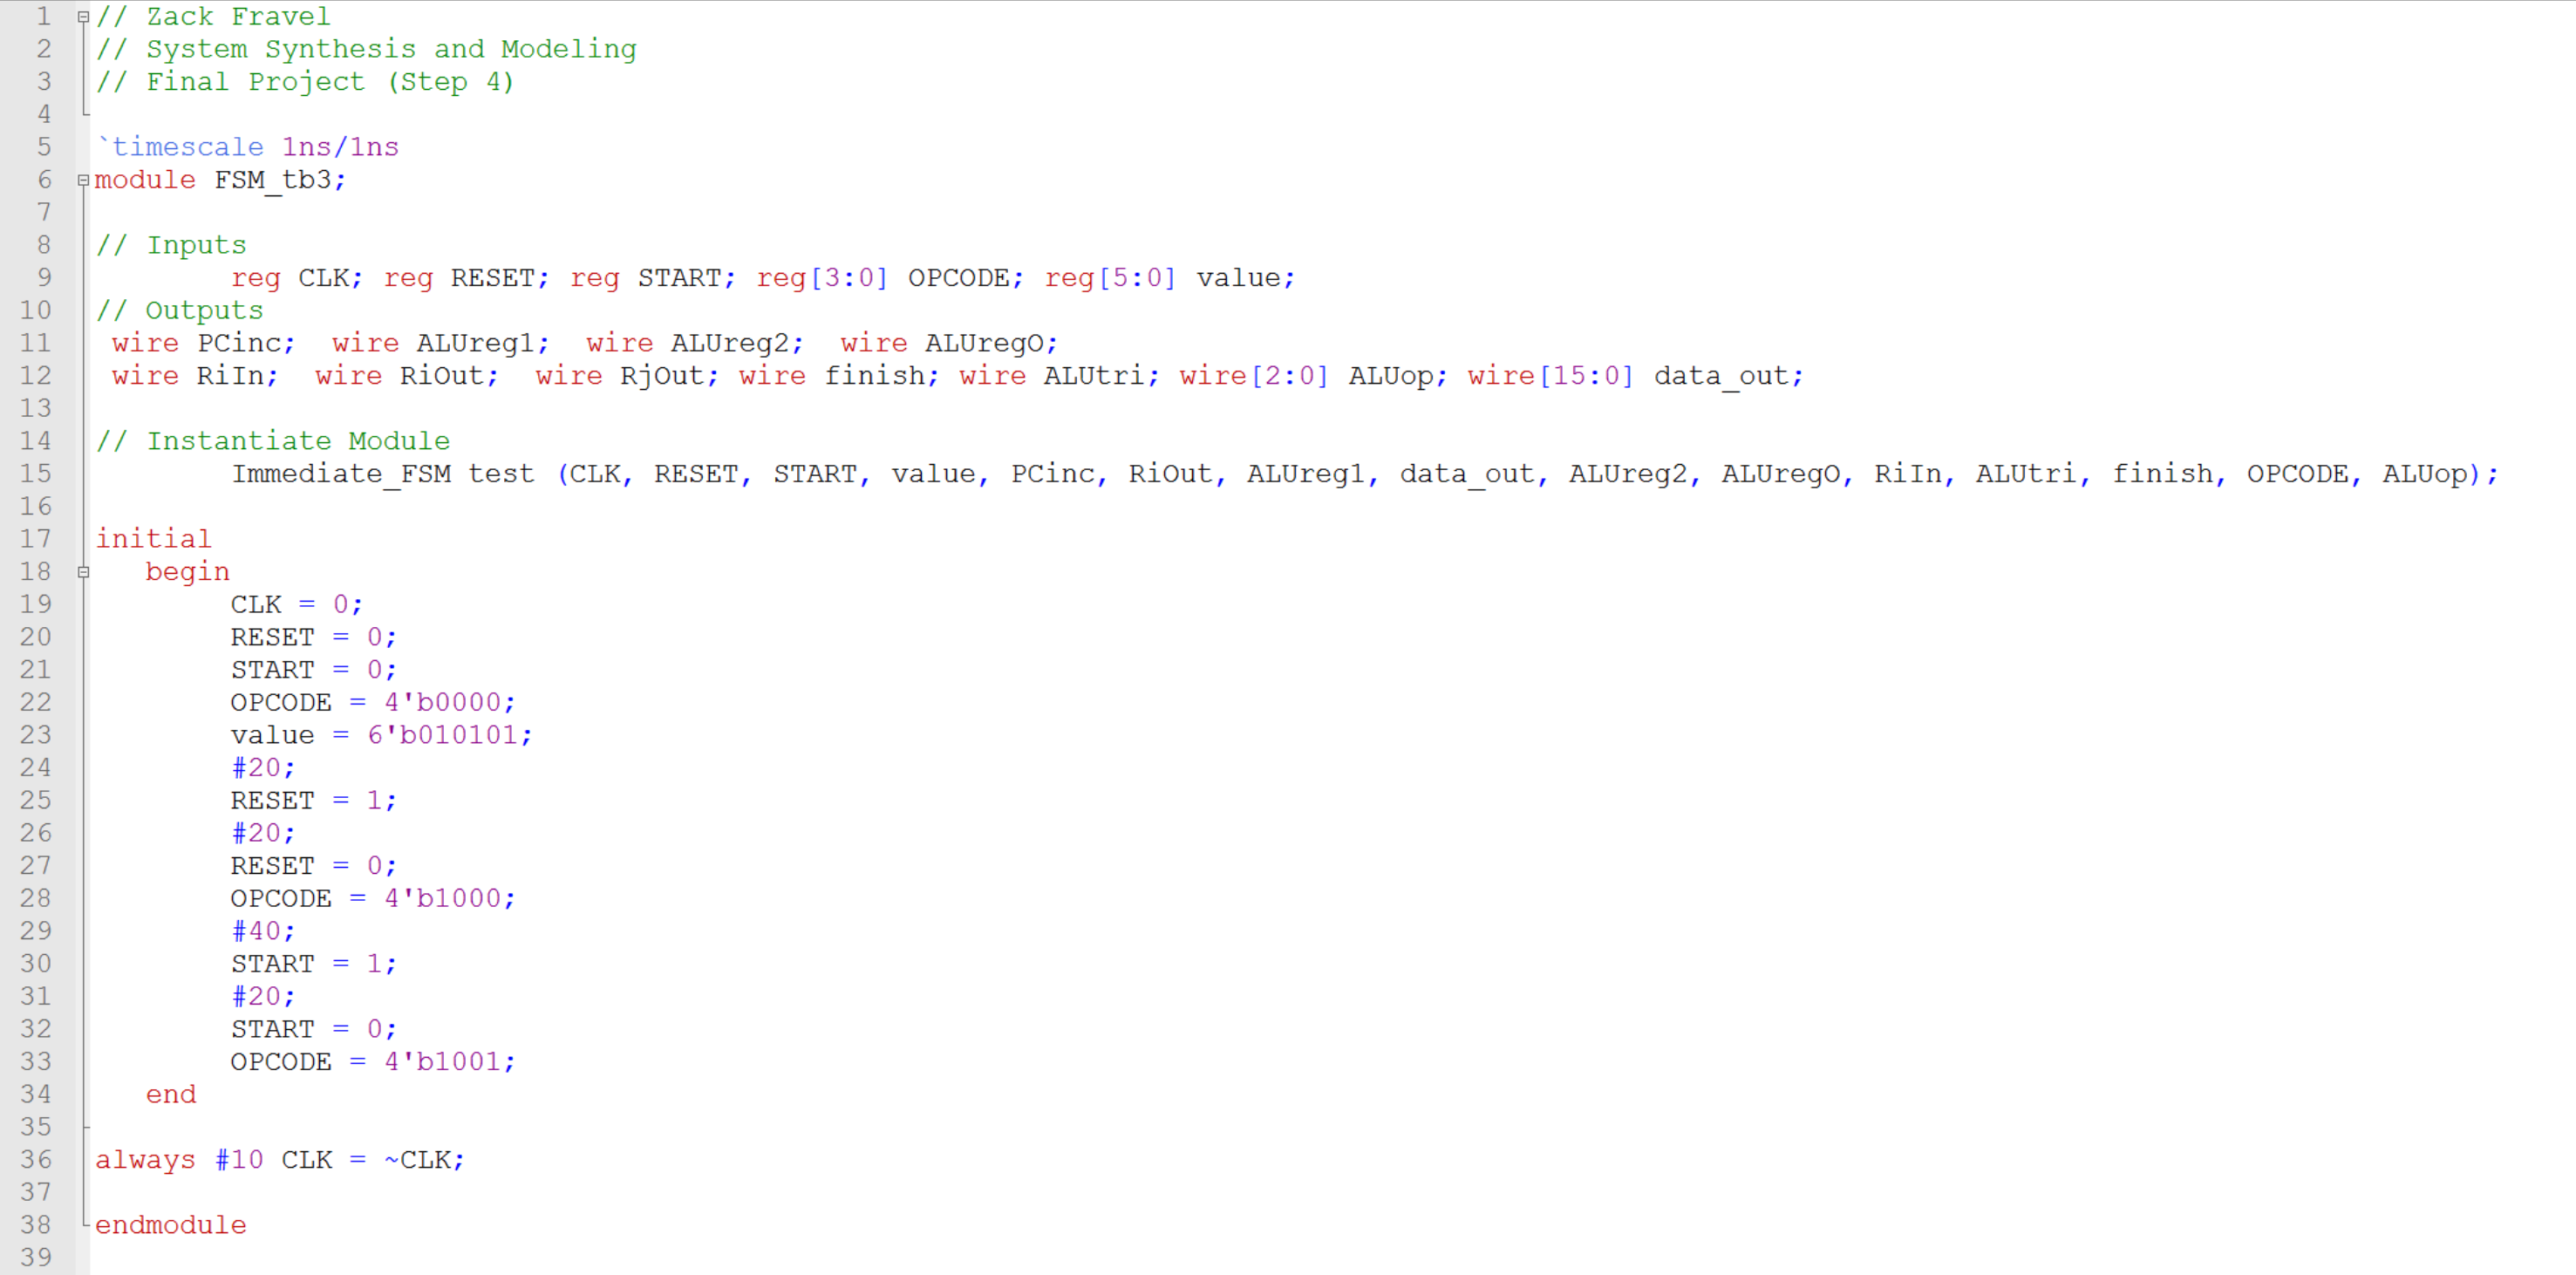 1 // Zack Fravel
2 // System Synthesis and Modeling
3 // Final Project (Step 4)
4
5 `timescale 1ns/1ns
6 module FSM_tb3;
7
8 // Inputs
9 reg CLK; reg RESET; reg START; reg[3:0] OPCODE; reg[5:0] value;
10 // Outputs
11 wire PCinc; wire ALUreg1; wire ALUreg2; wire ALUregO;
12 wire RiIn; wire RiOut; wire RjOut; wire finish; wire ALUtri; wire[2:0] ALUop; wire[15:0] data_out;
13
14 // Instantiate Module
15 Immediate_FSM test (CLK, RESET, START, value, PCinc, RiOut, ALUreg1, data_out, ALUreg2, ALUregO, RiIn, ALUtri, finish, OPCODE, ALUop);
16
17 initial
18 begin
19 CLK = 0;
20 RESET = 0;
21 START = 0;
22 OPCODE = 4'b0000;
23 value = 6'b010101;
24 #20;
25 RESET = 1;
26 #20;
27 RESET = 0;
28 OPCODE = 4'b1000;
29 #40;
30 START = 1;
31 #20;
32 START = 0;
33 OPCODE = 4'b1001;
34 end
35
36 always #10 CLK = ~CLK;
37
38 endmodule
39